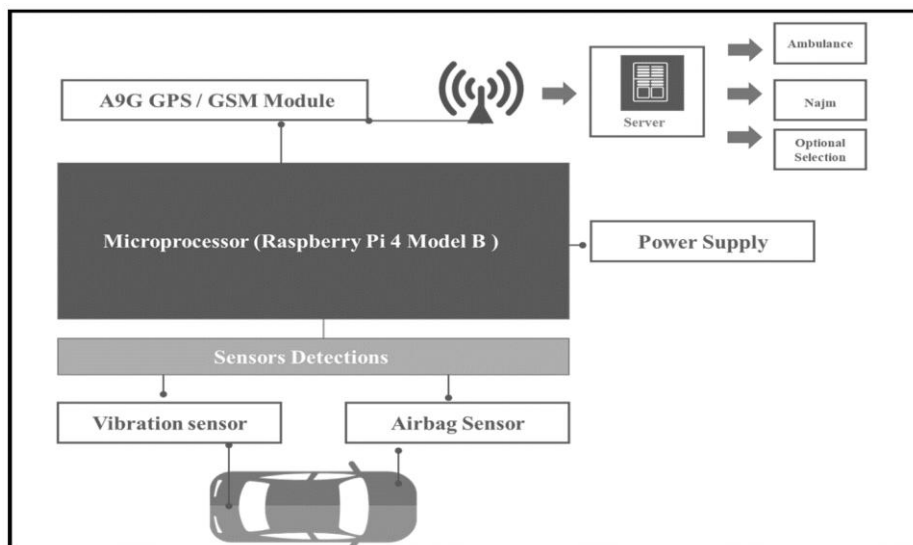 Ambulance
A9G GPS / GSM Module
Najm
Server
Optional
Selection
Microprocessor (Raspberry Pi 4 Model B )
Power Supply
Sensors Detections
Vibration sensor
Airbag Sensor